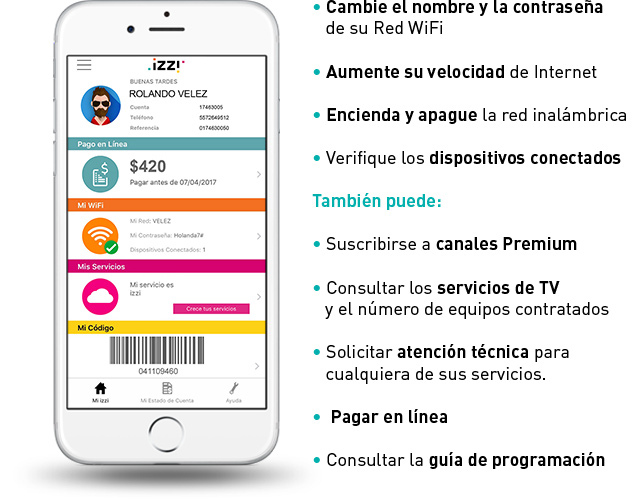 izzi
BUENAS TARDES
ROLANDO VELEZ
Cuenta 17463005
Teléfono 5572649512
Referencia 0174630050
Pago en Línea
$420
Pagar antes de 07/04/2017
Mi WiFi
Mi Red: VELEZ
Mi Contraseña: Holanda7#
Dispositivos Conectados: 1
Mis Servicios
Mi servicio es
izzi
Crece tus servicios
Mi Código
041109460
Mi izzi Mi Estado de Cuenta Ayuda
• Cambie el nombre y la contraseña
de su Red WiFi
• Aumente su velocidad de Internet
• Encienda y apague la red inalámbrica
• Verifique los dispositivos conectados
También puede:
• Suscribirse a canales Premium
• Consultar los servicios de TV
y el número de equipos contratados
• Solicitar atención técnica para
cualquiera de sus servicios.
• Pagar en línea
• Consultar la guía de programación